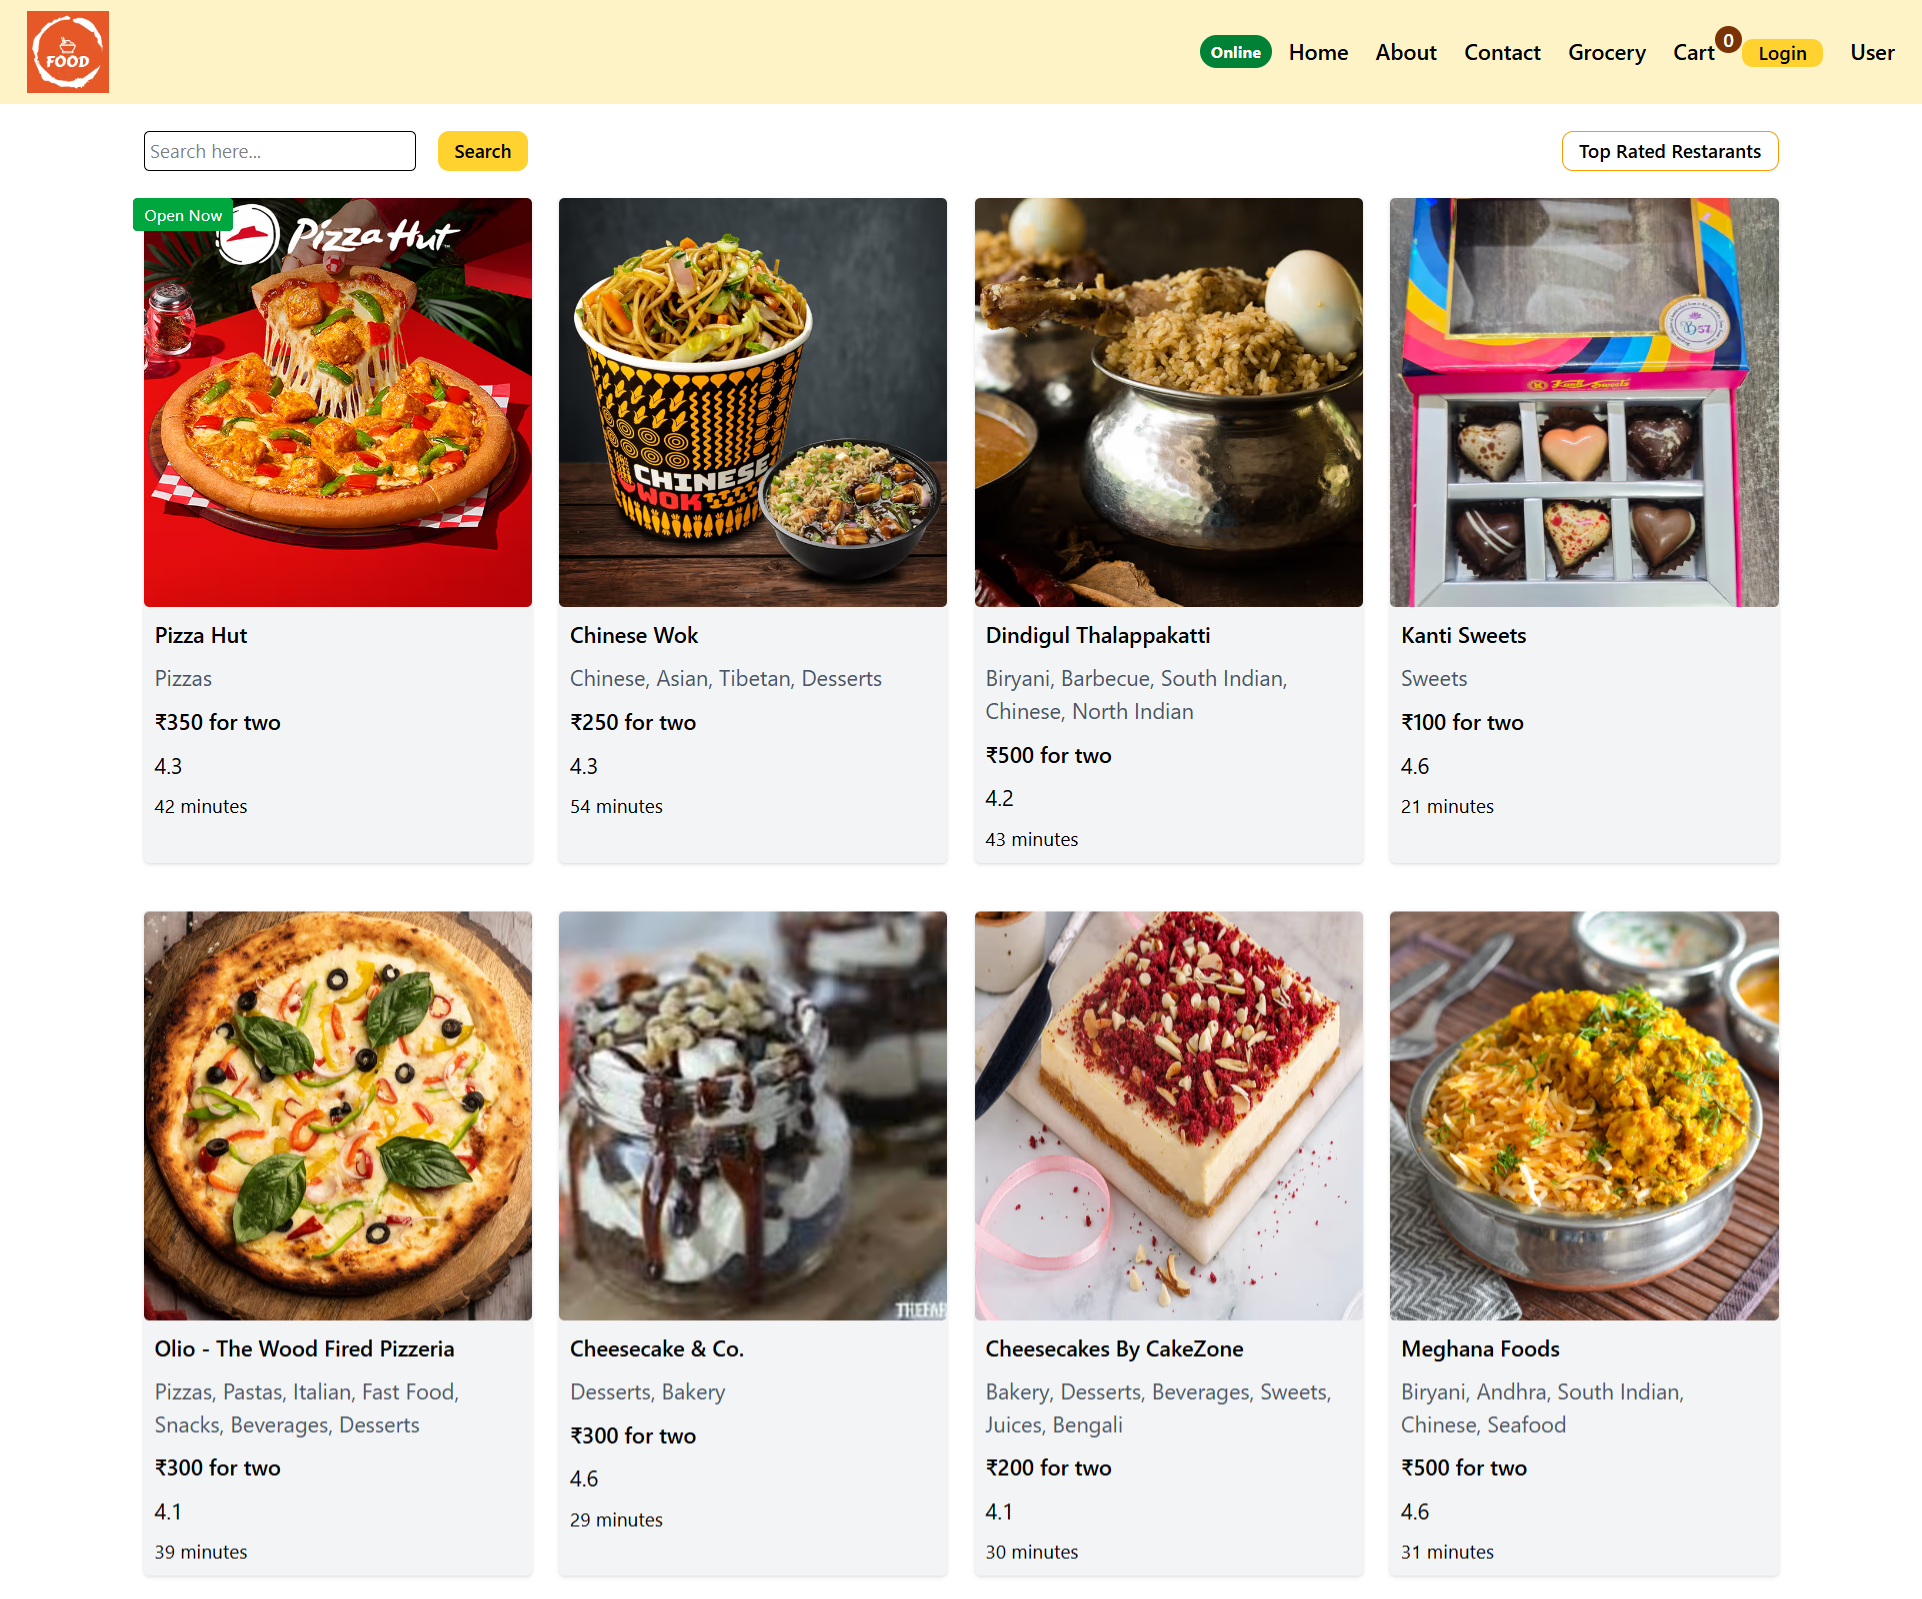 FOOD
Online
Home
About
Contact
Grocery
Cart
0
Login
User
Search here...
Search
Top Rated Restarants
Open Now
Pizza Hut
CHINESE
WOK
57
Kanti Sweets
Pizza Hut
Pizzas
₹350 for two
4.3
42 minutes
Chinese Wok
Chinese, Asian, Tibetan, Desserts
₹250 for two
4.3
54 minutes
Dindigul Thalappakatti
Biryani, Barbecue, South Indian,
Chinese, North Indian
₹500 for two
4.2
43 minutes
Kanti Sweets
Sweets
₹100 for two
4.6
21 minutes
THEFAR
Olio - The Wood Fired Pizzeria
Pizzas, Pastas, Italian, Fast Food,
Snacks, Beverages, Desserts
₹300 for two
4.1
39 minutes
Cheesecake & Co.
Desserts, Bakery
₹300 for two
4.6
29 minutes
Cheesecakes By CakeZone
Bakery, Desserts, Beverages, Sweets,
Juices, Bengali
₹200 for two
4.1
30 minutes
Meghana Foods
Biryani, Andhra, South Indian,
Chinese, Seafood
₹500 for two
4.6
31 minutes